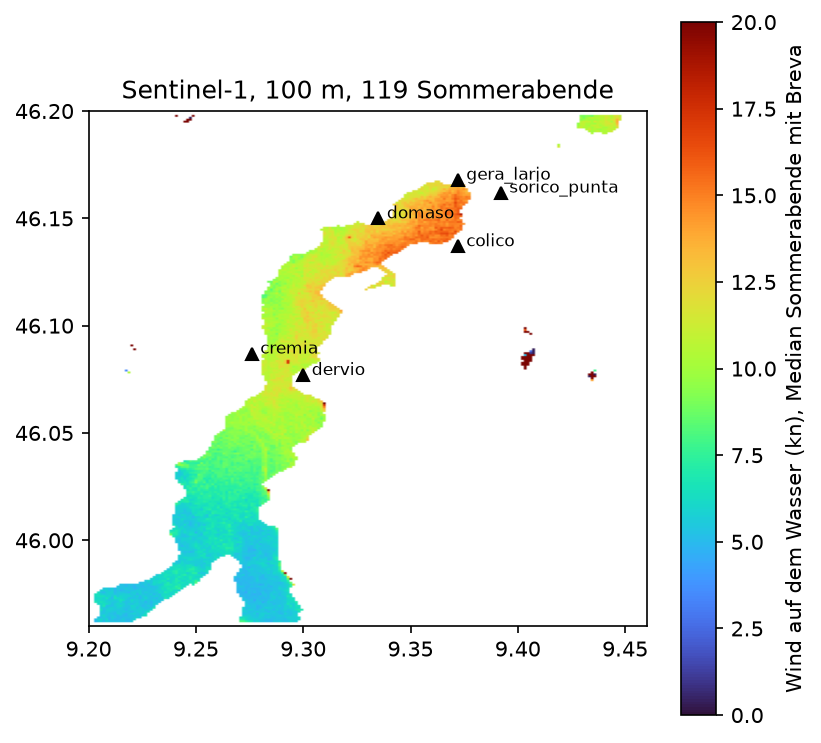 Sentinel-1, 100 m, 119 Sommerabende
46.20
46.15
46.10
46.05
46.00
9.20
9.25
9.30
9.35
9.40
9.45
gera_lario
sorico_punta
domaso
colico
cremia
dervio
20.0
17.5
15.0
12.5
10.0
7.5
5.0
2.5
0.0
Wind auf dem Wasser (kn), Median Sommerabende mit Breva